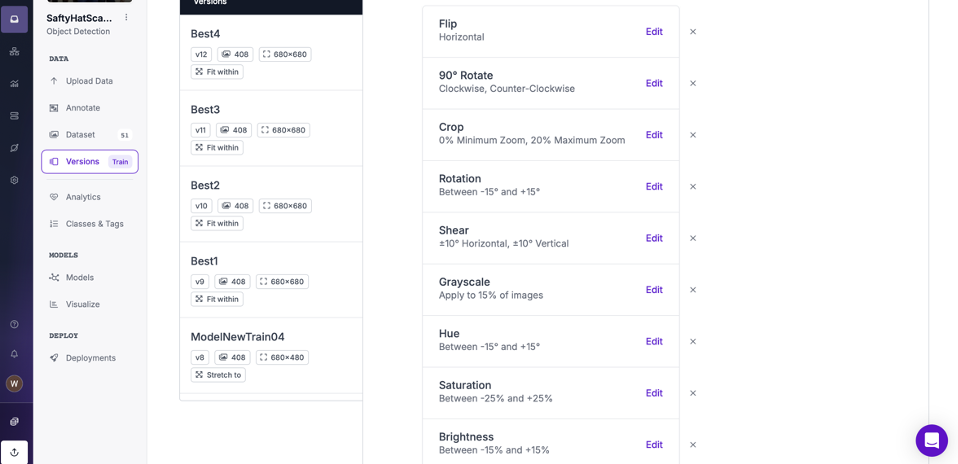 SaftyHatSca...
Object Detection
DATA
Upload Data
Annotate
Dataset
51
Versions
Train
Analytics
Classes & Tags
MODELS
Models
Visualize
DEPLOY
Deployments
W
Versions
Best4
v12 408 680×680
Fit within
Best3
v11 408 680×680
Fit within
Best2
v10 408 680×680
Fit within
Best1
v9 408 680×680
Fit within
ModelNewTrain04
v8 408 680×480
Stretch to
Flip
Horizontal
Edit
90° Rotate
Clockwise, Counter-Clockwise
Edit
Crop
0% Minimum Zoom, 20% Maximum Zoom
Edit
Rotation
Between -15° and +15°
Edit
Shear
±10° Horizontal, ±10° Vertical
Edit
Grayscale
Apply to 15% of images
Edit
Hue
Between -15° and +15°
Edit
Saturation
Between -25% and +25%
Edit
Brightness
Between -15% and +15%
Edit